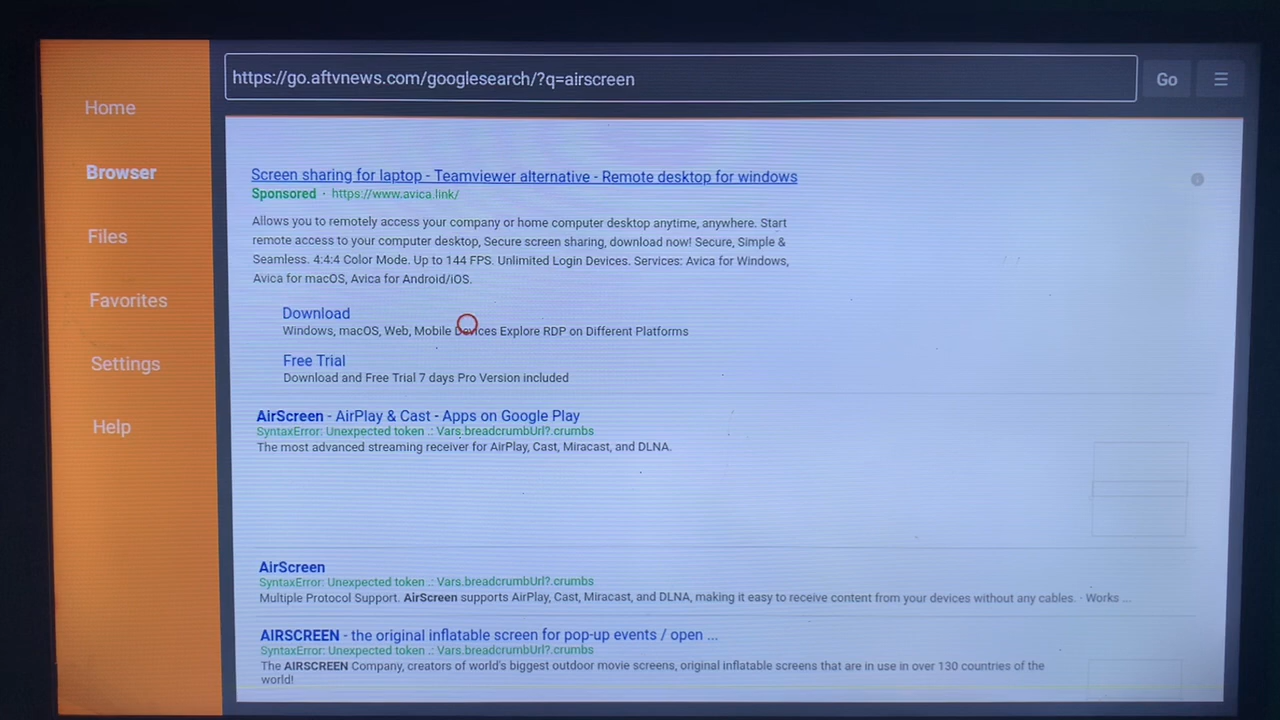 https://go.aftvnews.com/googlesearch/?q=airscreen
Go
Home
Browser
Files
Favorites
Settings
Help
Screen sharing for laptop - Teamviewer alternative - Remote desktop for windows
Sponsored · https://www.avica.link/
Allows you to remotely access your company or home computer desktop anytime, anywhere. Start
remote access to your computer desktop, Secure screen sharing, download now! Secure, Simple &
Seamless. 4:4:4 Color Mode. Up to 144 FPS. Unlimited Login Devices. Services: Avica for Windows,
Avica for macOS, Avica for Android/iOS.
Download
Windows, macOS, Web, Mobile Devices Explore RDP on Different Platforms
Free Trial
Download and Free Trial 7 days Pro Version included
AirScreen - AirPlay & Cast - Apps on Google Play
SyntaxError: Unexpected token .: Vars.breadcrumbUrl?.crumbs
The most advanced streaming receiver for AirPlay, Cast, Miracast, and DLNA.
AirScreen
SyntaxError: Unexpected token .: Vars.breadcrumbUrl?.crumbs
Multiple Protocol Support. AirScreen supports AirPlay, Cast, Miracast, and DLNA, making it easy to receive content from your devices without any cables. · Works ...
AIRSCREEN - the original inflatable screen for pop-up events / open ...
SyntaxError: Unexpected token .: Vars.breadcrumbUrl?.crumbs
The AIRSCREEN Company, creators of world's biggest outdoor movie screens, original inflatable screens that are in use in over 130 countries of the
world!